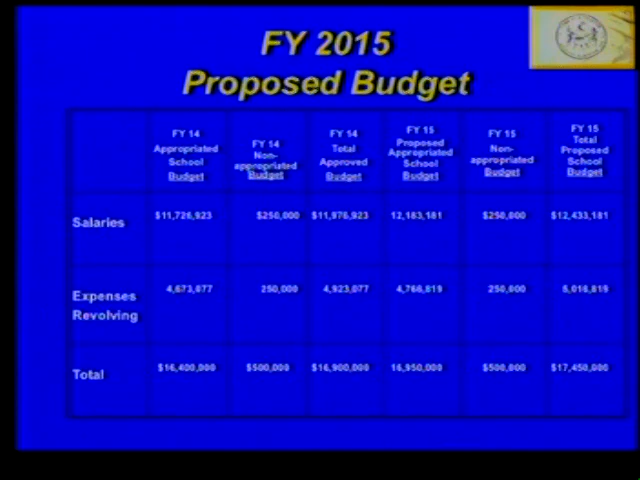 FY 2015
Proposed Budget
FY 14
Appropriated
School
Budget
FY 14
Non-
appropriated
Budget
FY 14
Total
Approved
Budget
FY 15
Proposed
Appropriated
School
Budget
FY 15
Non-
appropriated
Budget
FY 15
Total
Proposed
School
Budget
Salaries
$11,726,923 $250,000 $11,976,923 12,183,181 $250,000 $12,433,181
Expenses
Revolving
4,673,077 250,000 4,923,077 4,766,819 250,000 5,016,819
Total
$16,400,000 $500,000 $16,900,000 16,950,000 $500,000 $17,450,000